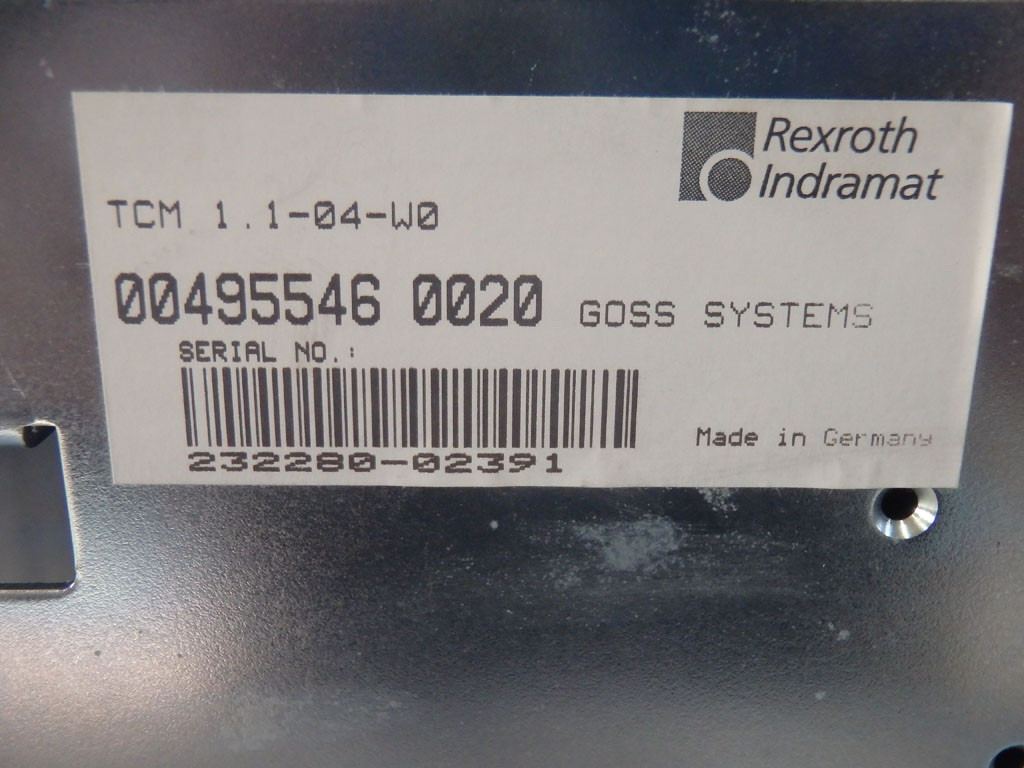 Rexroth
Indramat
TCM 1.1-04-W0
00495546 0020 GOSS SYSTEMS
SERIAL NO.:
232280-02391
Made in Germany